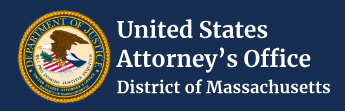 DEPARTMENT OF JUSTICE
United States
Attorney's Office
District of Massachusetts